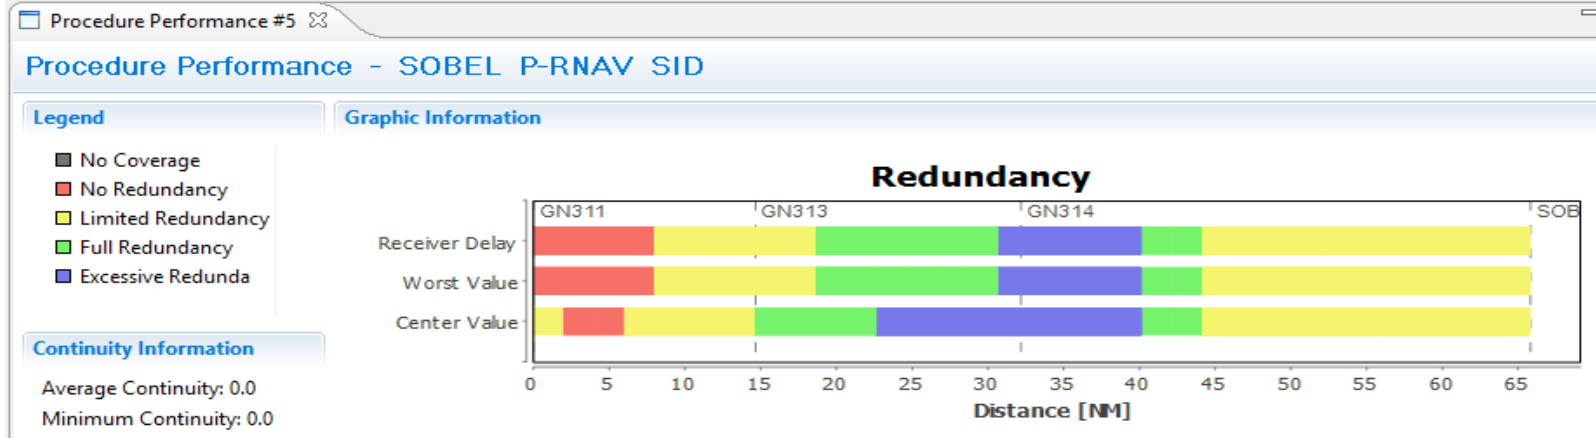 Procedure Performance #5
Procedure Performance - SOBEL P-RNAV SID
Legend
No Coverage
No Redundancy
Limited Redundancy
Full Redundancy
Excessive Redunda
Continuity Information
Average Continuity: 0.0
Minimum Continuity: 0.0
Graphic Information
Redundancy
GN311 GN313 GN314 SOB
Receiver Delay
Worst Value
Center Value
0 5 10 15 20 25 30 35 40 45 50 55 60 65
Distance [NM]